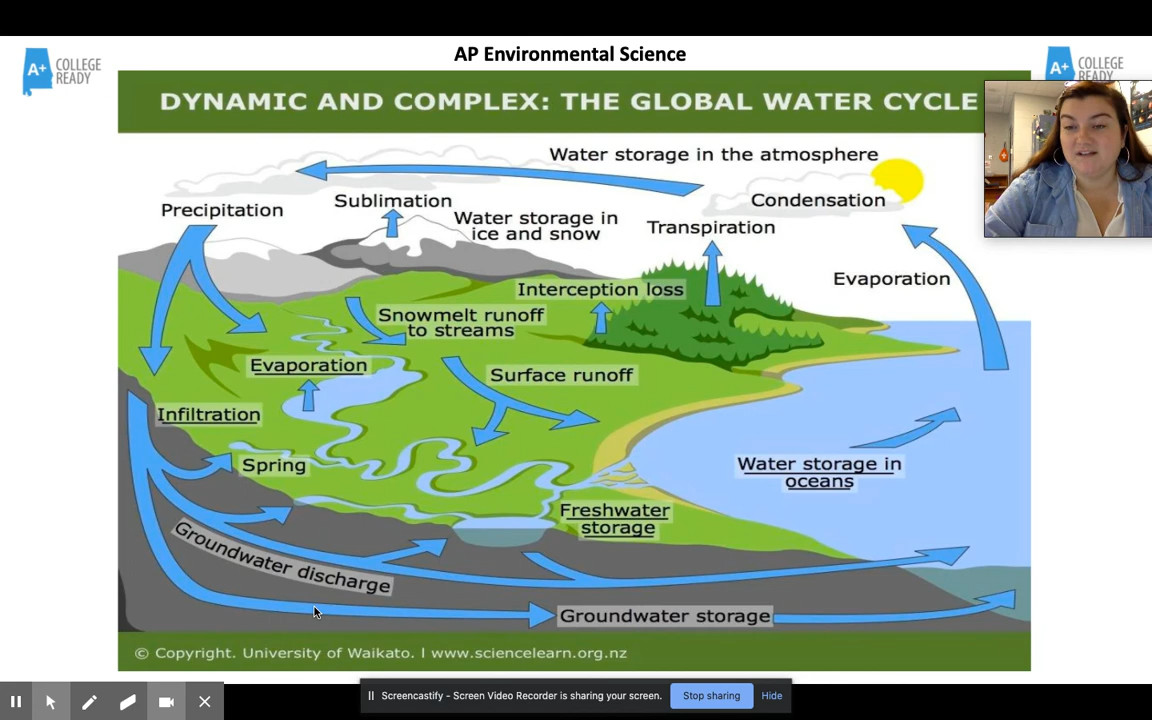 AP Environmental Science
A+ COLLEGE
READY
A+ COLLEGE
READY
DYNAMIC AND COMPLEX: THE GLOBAL WATER CYCLE
Water storage in the atmosphere
Condensation
Sublimation
Precipitation
Water storage in
ice and snow
Transpiration
Evaporation
Interception loss
Snowmelt runoff
to streams
Evaporation
Surface runoff
Infiltration
Spring
Water storage in
oceans
Freshwater
storage
Groundwater discharge
Groundwater storage
© Copyright. University of Waikato. I www.sciencelearn.org.nz
Screencastify - Screen Video Recorder is sharing your screen.
Stop sharing
Hide